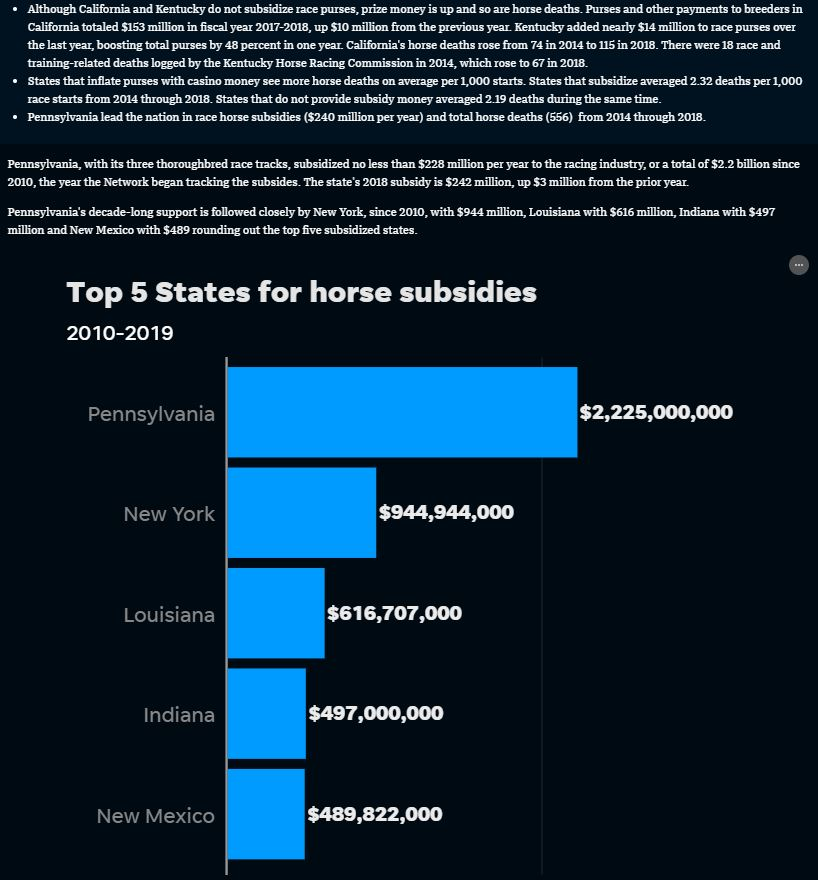 Although California and Kentucky do not subsidize race purses, prize money is up and so are horse deaths. Purses and other payments to breeders in
California totaled $153 million in fiscal year 2017-2018, up $10 million from the previous year. Kentucky added nearly $14 million to race purses over
the last year, boosting total purses by 48 percent in one year. California's horse deaths rose from 74 in 2014 to 115 in 2018. There were 18 race and
training-related deaths logged by the Kentucky Horse Racing Commission in 2014, which rose to 67 in 2018.
States that inflate purses with casino money see more horse deaths on average per 1,000 starts. States that subsidize averaged 2.32 deaths per 1,000
race starts from 2014 through 2018. States that do not provide subsidy money averaged 2.19 deaths during the same time.
Pennsylvania lead the nation in race horse subsidies ($240 million per year) and total horse deaths (556) from 2014 through 2018.
Pennsylvania, with its three thoroughbred race tracks, subsidized no less than $228 million per year to the racing industry, or a total of $2.2 billion since
2010, the year the Network began tracking the subsides. The state's 2018 subsidy is $242 million, up $3 million from the prior year.
Pennsylvania's decade-long support is followed closely by New York, since 2010, with $944 million, Louisiana with $616 million, Indiana with $497
million and New Mexico with $489 rounding out the top five subsidized states.
Top 5 States for horse subsidies
2010-2019
Pennsylvania $2,225,000,000
New York $944,944,000
Louisiana $616,707,000
Indiana $497,000,000
New Mexico $489,822,000